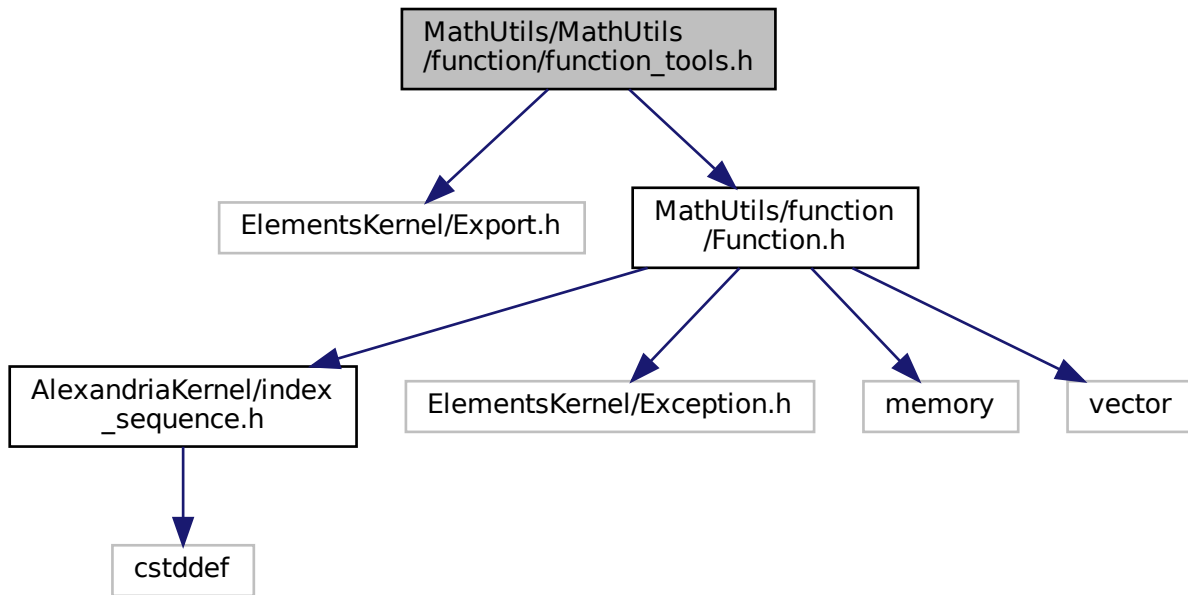 MathUtils/MathUtils
/function/function_tools.h
ElementsKernel/Export.h
MathUtils/function
/Function.h
AlexandriaKernel/index
_sequence.h
ElementsKernel/Exception.h
memory
vector
cstddef